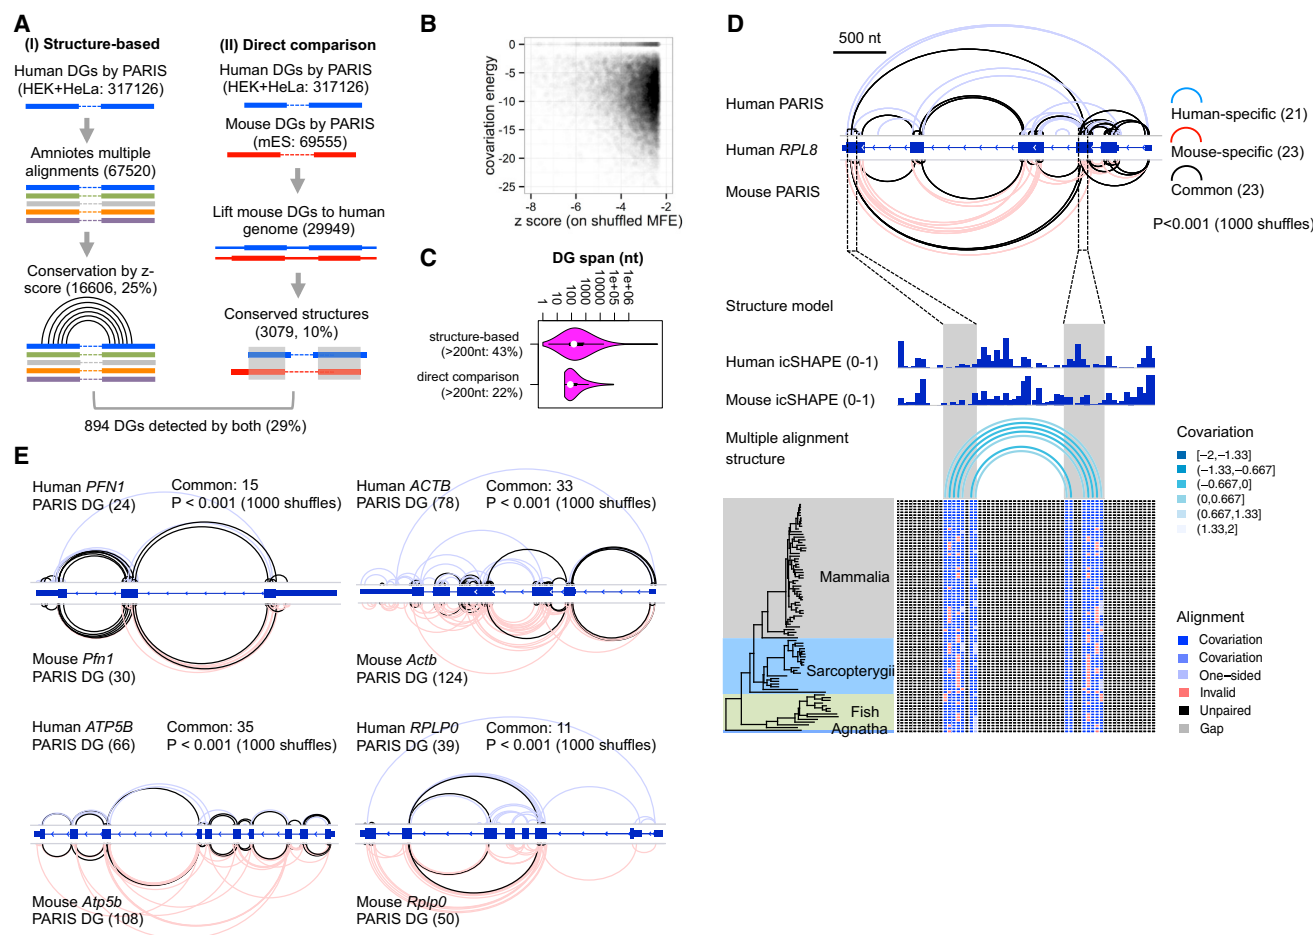 A
(I) Structure-based
Human DGs by PARIS
(HEK+HeLa: 317126)
Amniotes multiple
alignments (67520)
Conservation by z-
score (16606, 25%)
(II) Direct comparison
Human DGs by PARIS
(HEK+HeLa: 317126)
Mouse DGs by PARIS
(mES: 69555)
Lift mouse DGs to human
genome (29949)
Conserved structures
(3079, 10%)
894 DGs detected by both (29%)
B
covariation energy
0
-5
-10
-15
-20
-25
-8
-6
-4
-2
z score (on shuffled MFE)
C
DG span (nt)
1
10
100
1000
10000
1e+05
1e+06
structure-based
(>200nt: 43%)
direct comparison
(>200nt: 22%)
D
500 nt
Human PARIS
Human RPL8
Mouse PARIS
Human-specific (21)
Mouse-specific (23)
Common (23)
P<0.001 (1000 shuffles)
Structure model
Human icSHAPE (0-1)
Mouse icSHAPE (0-1)
Multiple alignment
structure
Covariation
[−2,−1.33]
(−1.33,−0.667]
(−0.667,0]
(0,0.667]
(0.667,1.33]
(1.33,2]
Mammalia
Sarcopterygii
Fish
Agnatha
Alignment
Covariation
Covariation
One−sided
Invalid
Unpaired
Gap
E
Human PFN1
PARIS DG (24)
Common: 15
P < 0.001 (1000 shuffles)
Mouse Pfn1
PARIS DG (30)
Human ACTB
PARIS DG (78)
Common: 33
P < 0.001 (1000 shuffles)
Mouse Actb
PARIS DG (124)
Human ATP5B
PARIS DG (66)
Common: 35
P < 0.001 (1000 shuffles)
Mouse Atp5b
PARIS DG (108)
Human RPLP0
PARIS DG (39)
Common: 11
P < 0.001 (1000 shuffles)
Mouse Rplp0
PARIS DG (50)